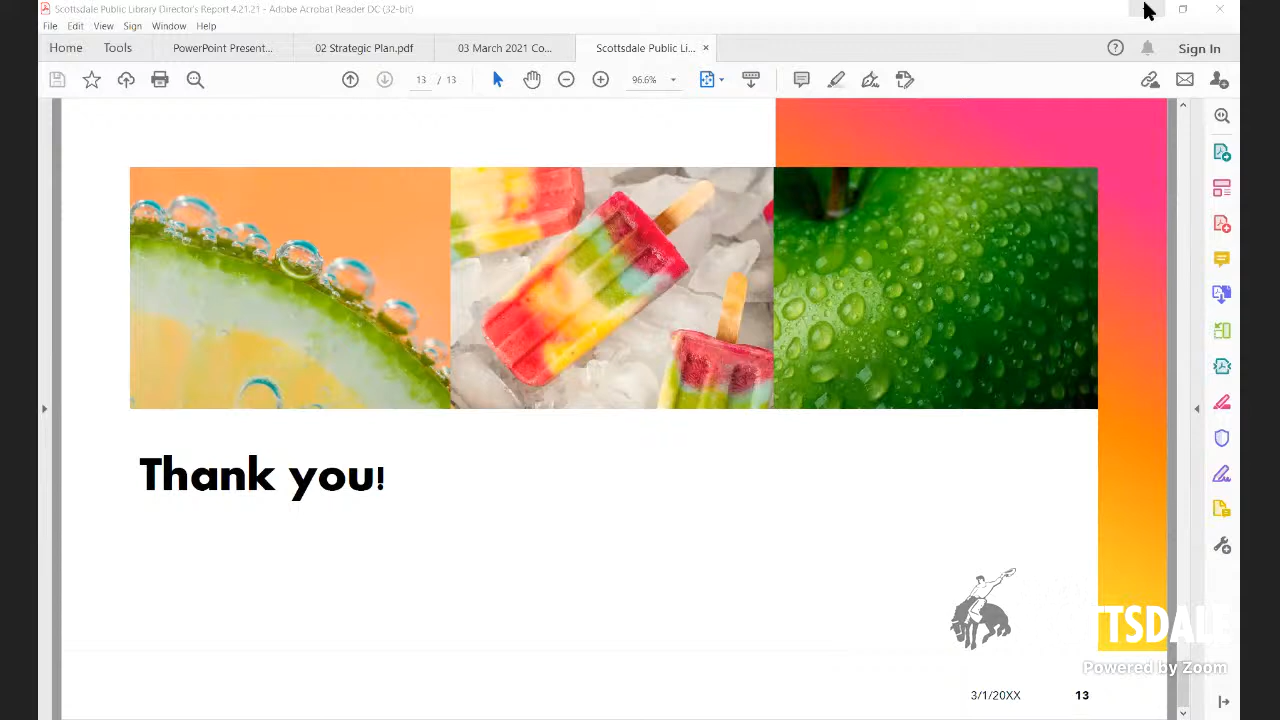 Scottsdale Public Library Director's Report 4.21.21 - Adobe Acrobat Reader DC (32-bit)
File Edit View Sign Window Help
Home Tools PowerPoint Present... 02 Strategic Plan.pdf 03 March 2021 Co... Scottsdale Public Li... × Sign In
13 / 13 96.6%
Thank you!
TTSDALE
Powered by Zoom
3/1/20XX 13